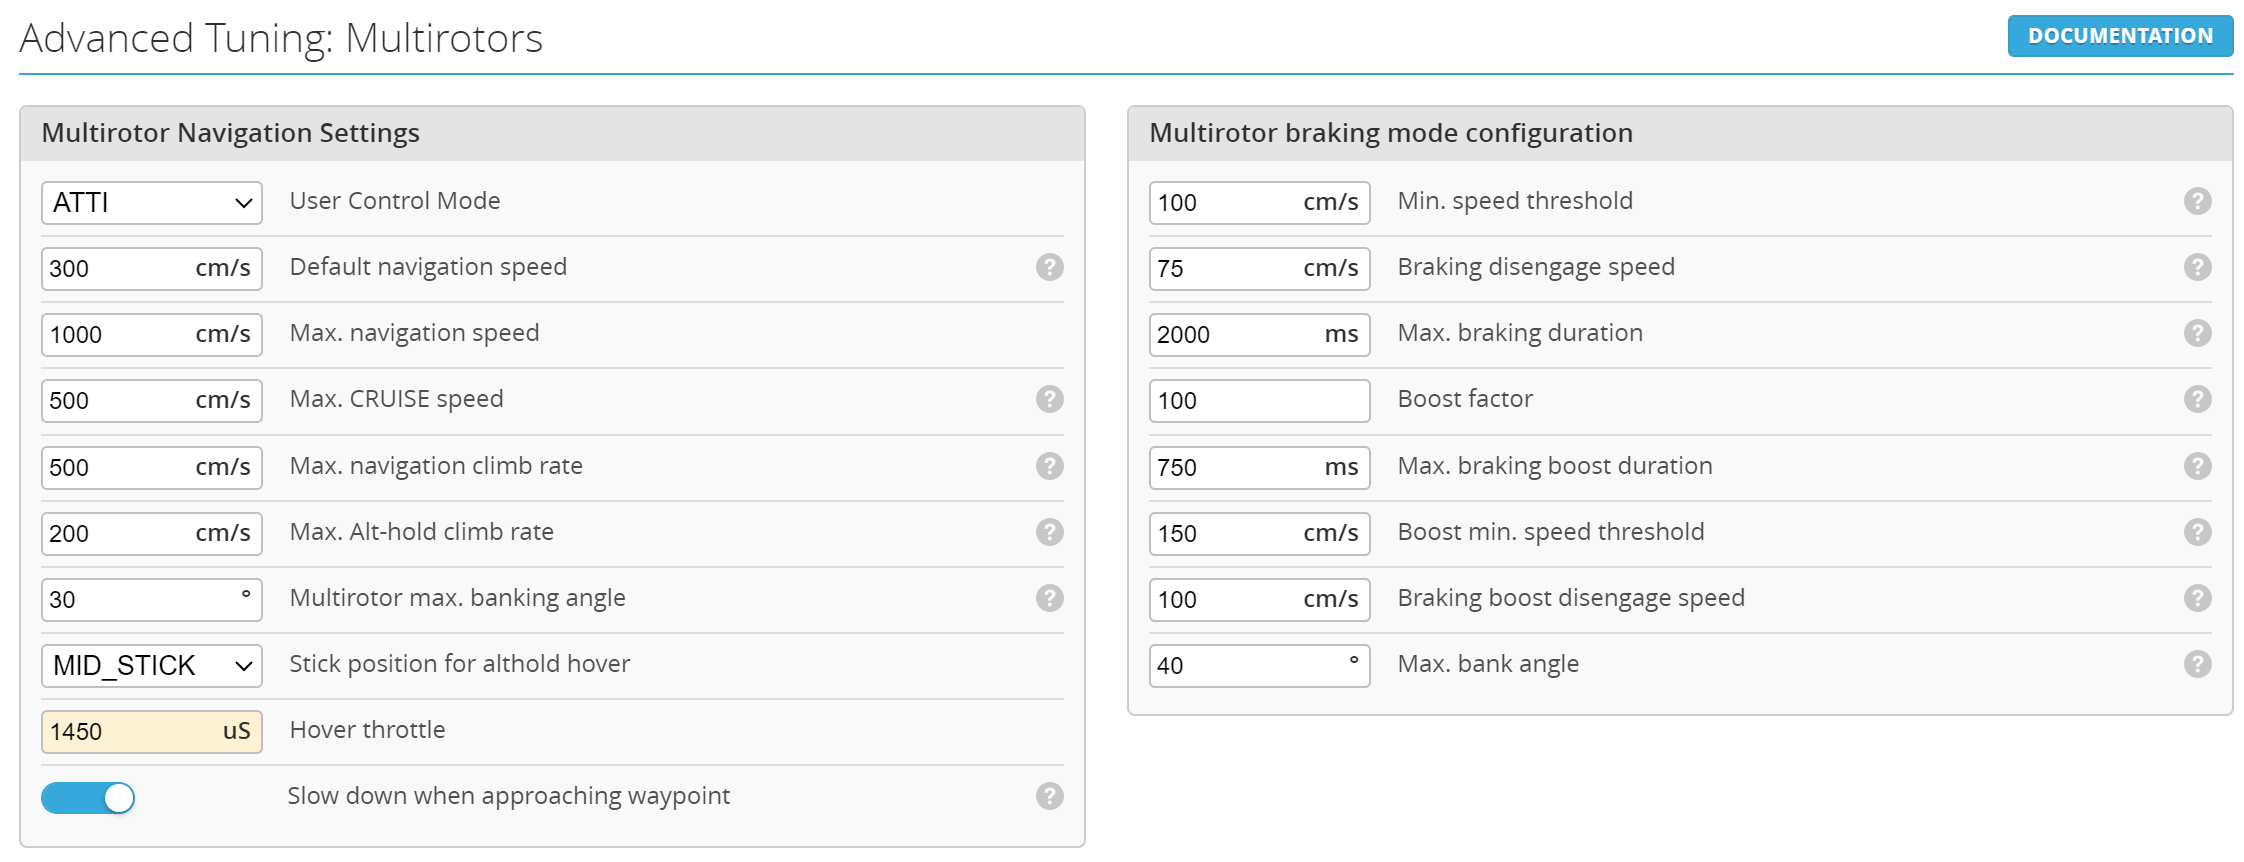 Advanced Tuning: Multirotors
DOCUMENTATION
Multirotor Navigation Settings
ATTI User Control Mode
300 cm/s Default navigation speed ?
1000 cm/s Max. navigation speed
500 cm/s Max. CRUISE speed ?
500 cm/s Max. navigation climb rate ?
200 cm/s Max. Alt-hold climb rate ?
30 ° Multirotor max. banking angle ?
MID_STICK Stick position for althold hover
1450 uS Hover throttle
Slow down when approaching waypoint ?
Multirotor braking mode configuration
100 cm/s Min. speed threshold ?
75 cm/s Braking disengage speed ?
2000 ms Max. braking duration ?
100 Boost factor ?
750 ms Max. braking boost duration ?
150 cm/s Boost min. speed threshold ?
100 cm/s Braking boost disengage speed ?
40 ° Max. bank angle ?